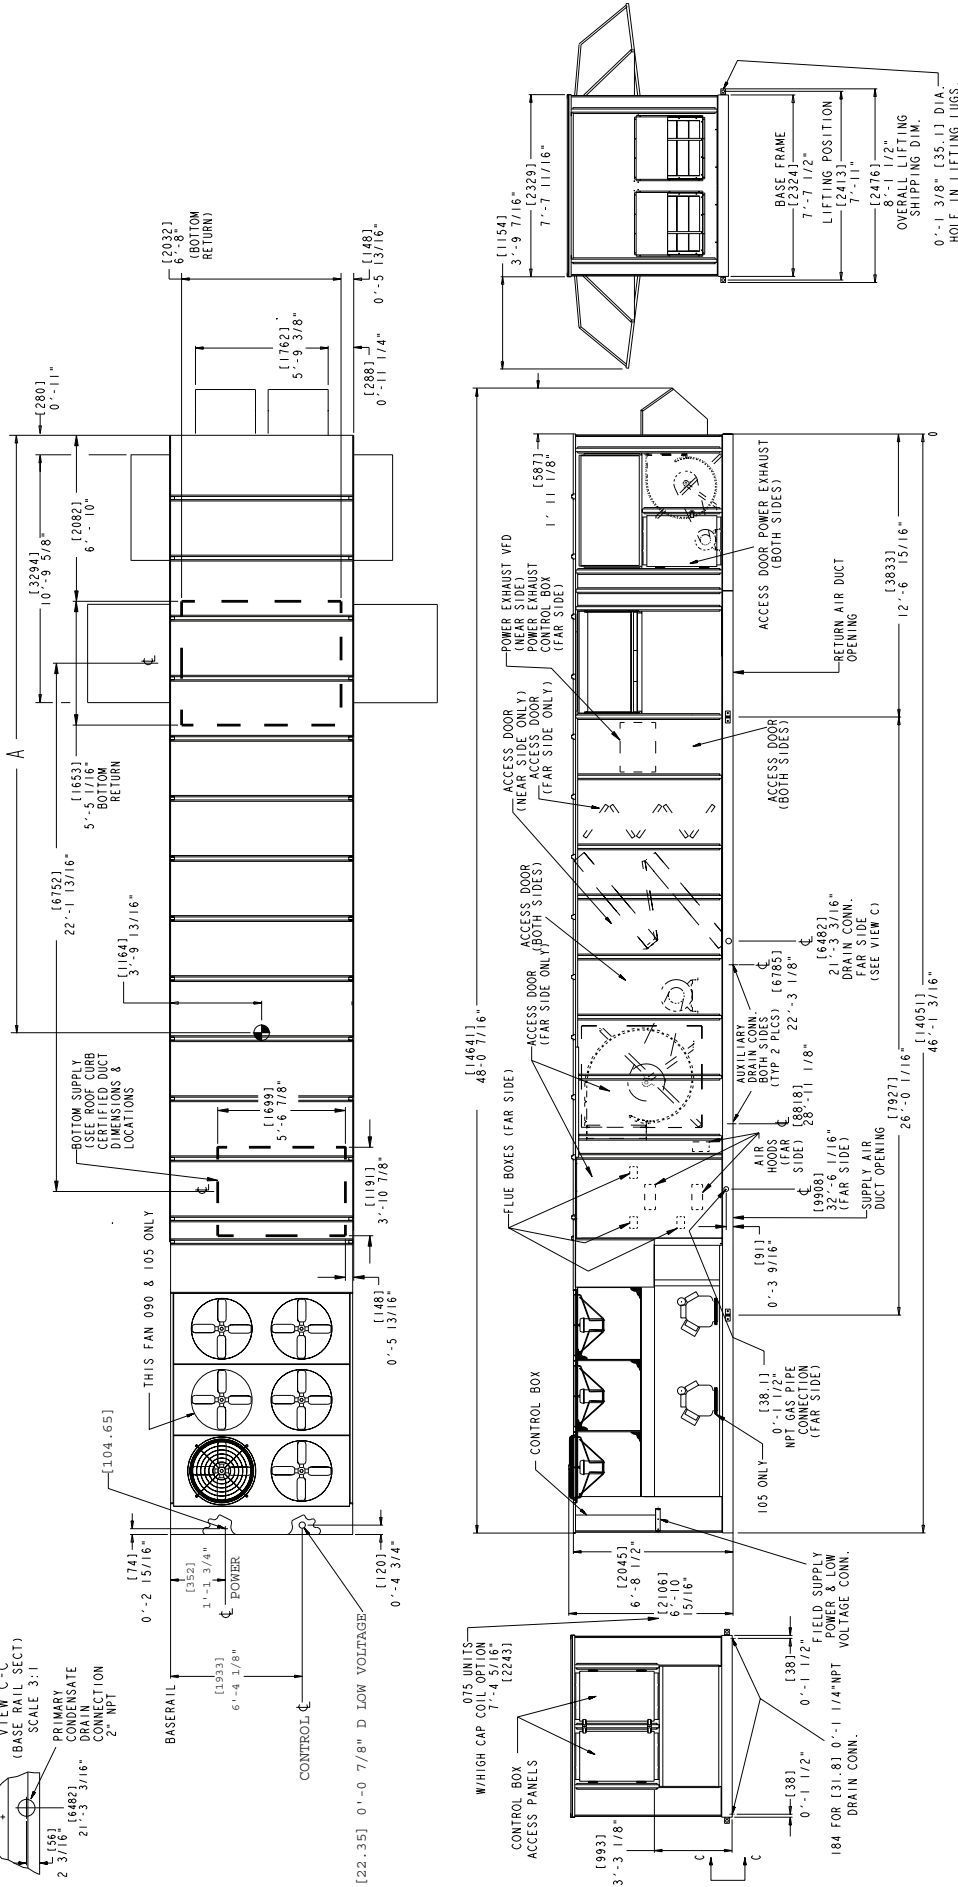 VIEW C-C
(BASE RAIL SECT)
SCALE 3:1
PRIMARY
CONDENSATE
DRAIN
CONNECTION
2" NPT
[6482]
21'-3 3/16"
[56]
2 3/16"
BASERAIL
[1933]
6'-4 1/8"
CONTROL ℄
[352]
1'-1 3/4"
℄ POWER
[74]
0'-2 15/16"
[104.65]
[120]
0'-4 3/4"
[22.35] 0'-0 7/8" D LOW VOLTAGE
THIS FAN 090 & 105 ONLY
[148]
0'-5 13/16"
[1191]
3'-10 7/8"
[1699]
5'-6 7/8"
BOTTOM SUPPLY
(SEE ROOF CURB
CERTIFIED DUCT
DIMENSIONS &
LOCATIONS
℄
[1164]
3'-9 13/16"
[6752]
22'-1 13/16"
A
[1653]
5'-5 1/16"
BOTTOM
RETURN
℄
[2082]
6' - 10"
[3294]
10'-9 5/8"
[280]
0'-11"
[2032]
6'-8"
(BOTTOM
RETURN)
[1762]
5'-9 3/8"
[148]
0'-5 13/16"
[288]
0'-11 1/4"
075 UNITS
W/HIGH CAP COIL OPTION
7'-4 5/16"
[2243]
CONTROL BOX
ACCESS PANELS
[993]
3'-3 1/8"
C
C
[38]
0'-1 1/2"
[38]
0'-1 1/2"
184 FOR [31.8] 0'-1 1/4"NPT
DRAIN CONN.
FIELD SUPPLY
POWER & LOW
VOLTAGE CONN.
[2045]
6'-8 1/2"
[2106]
6'-10
15/16"
CONTROL BOX
105 ONLY
[38.1]
0'-1 1/2"
NPT GAS PIPE
CONNECTION
(FAR SIDE)
[91]
0'-3 9/16"
FLUE BOXES (FAR SIDE)
SUPPLY AIR
DUCT OPENING
℄
[9908]
32'-6 1/16"
(FAR SIDE)
AIR
HOODS
(FAR
SIDE)
℄
[8818]
28'-11 1/8"
AUXILIARY
DRAIN CONN.
BOTH SIDES
(TYP 2 PLCS)
℄
[6785]
22'-3 1/8"
℄
[6482]
21'-3 3/16"
DRAIN CONN.
FAR SIDE
(SEE VIEW C)
[7927]
26'-0 1/16"
[14051]
46'-1 3/16"
[14641]
48-0 7/16"
ACCESS DOOR
(FAR SIDE ONLY)
ACCESS DOOR
(BOTH SIDES)
ACCESS DOOR
(NEAR SIDE ONLY)
ACCESS DOOR
(FAR SIDE ONLY)
POWER EXHAUST VFD
(NEAR SIDE)
POWER EXHAUST
CONTROL BOX
(FAR SIDE)
ACCESS DOOR
(BOTH SIDES)
RETURN AIR DUCT
OPENING
ACCESS DOOR POWER EXHAUST
(BOTH SIDES)
[587]
1' 11 1/8"
[3833]
12'-6 15/16"
0
[1154]
3'-9 7/16"
[2329]
7'-7 11/16"
BASE FRAME
[2324]
7'-7 1/2"
LIFTING POSITION
[2413]
7'-11"
[2476]
8'-1 1/2"
OVERALL LIFTING
SHIPPING DIM.
0'-1 3/8" [35.1] DIA.
HOLE IN LIFTING LUGS.